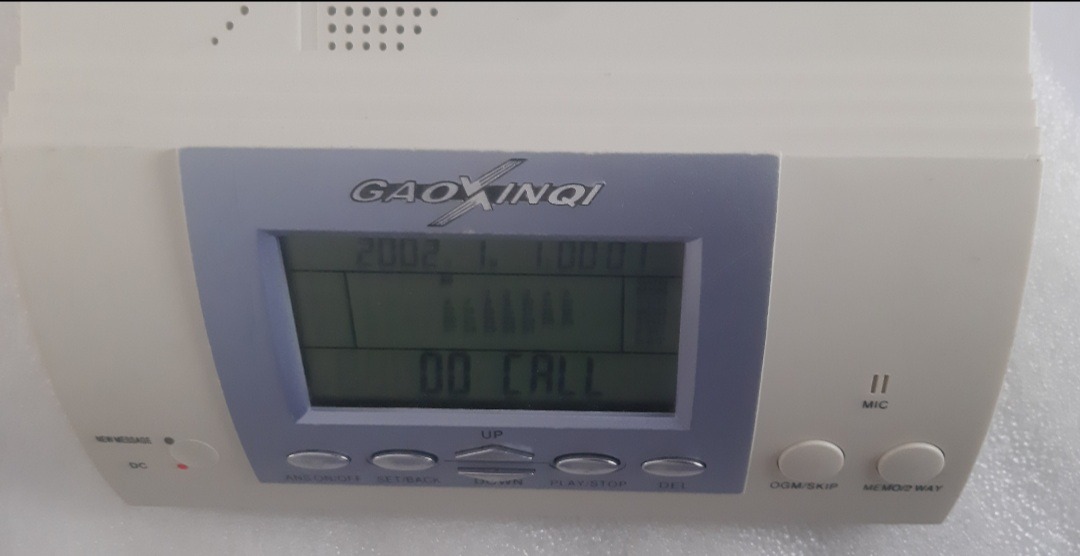 GAOXINQI
2002. 1. 1 00:01
00 CALL
UP
DOWN
ANS ON/OFF
SET/BACK
PLAY/STOP
DEL
NEW MESSAGE
DC
MIC
OGM/SKIP
MEMO/2 WAY